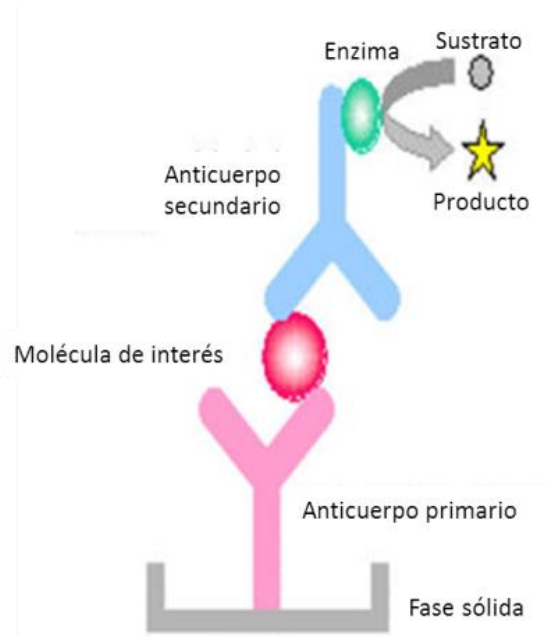 Enzima
Sustrato
Anticuerpo
secundario
Producto
Molécula de interés
Anticuerpo primario
Fase sólida